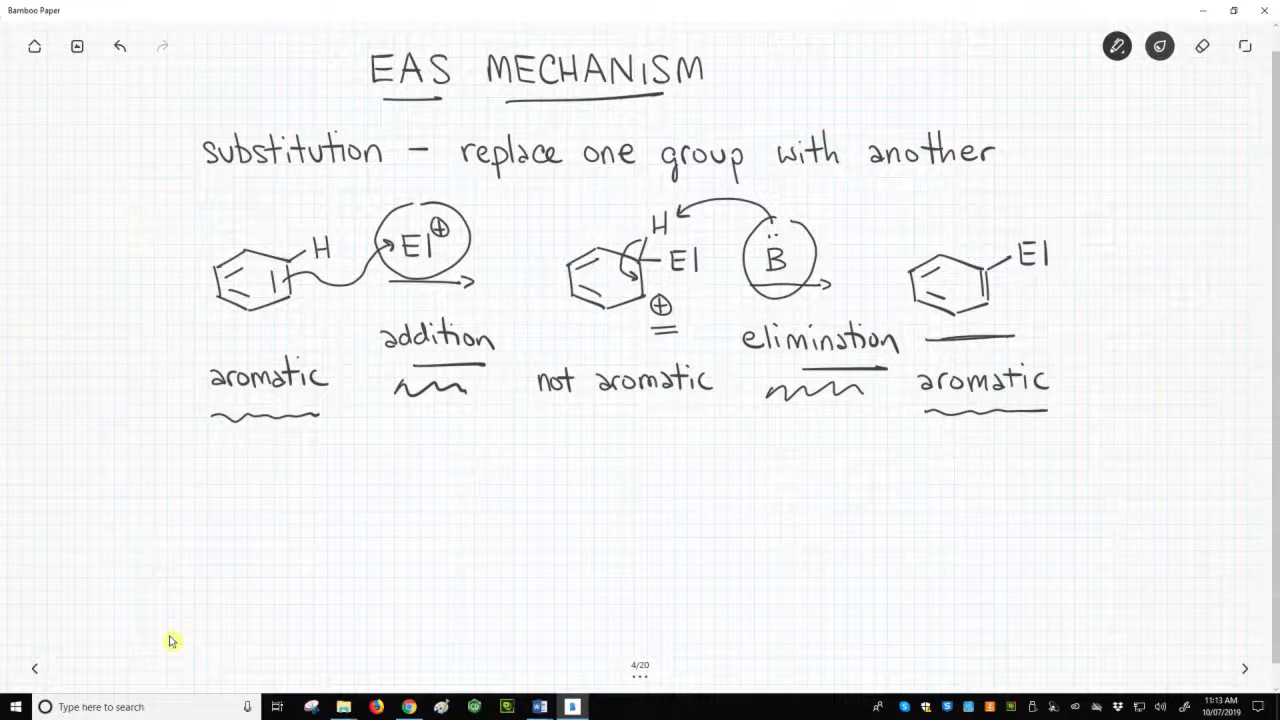 Bamboo Paper
EAS MECHANISM
substitution - replace one group with another
H El⊕ H El B̈ El
⊕
addition elimination
aromatic not aromatic aromatic
4/20
Type here to search
11:13 AM
10/07/2019